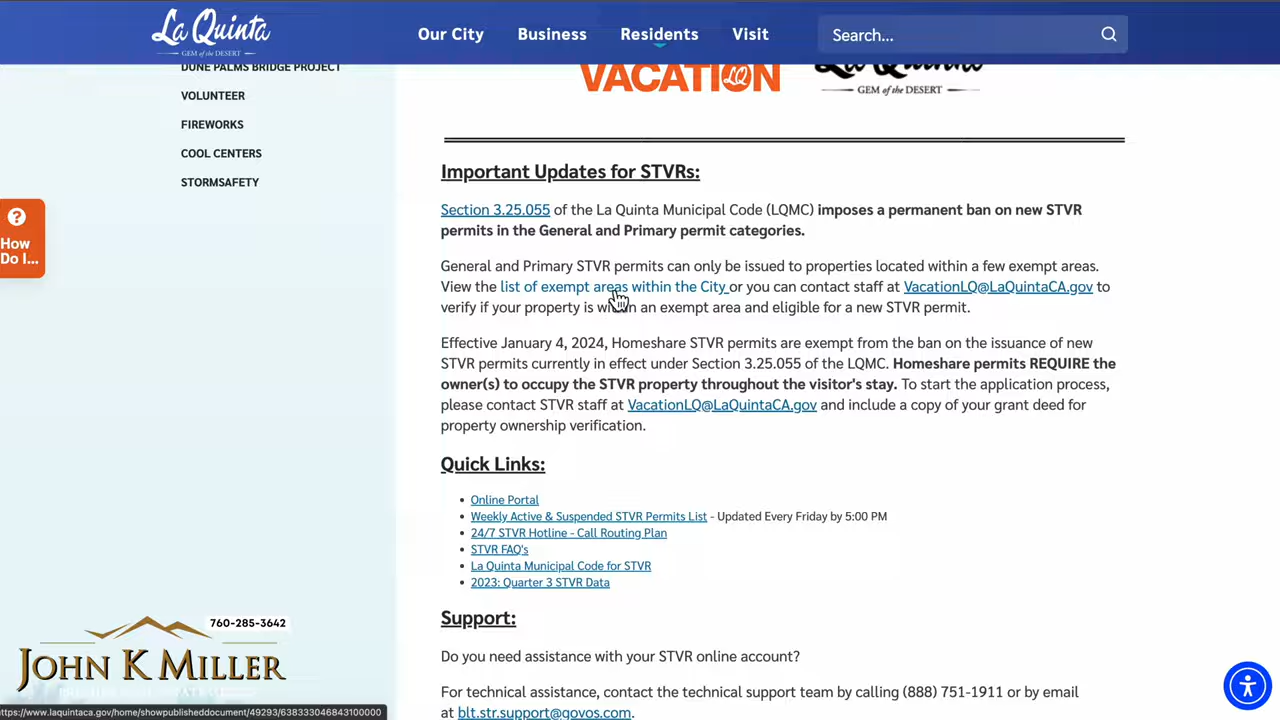 La Quinta
GEM of the DESERT
Our City
Business
Residents
Visit
Search...
DUNE PALMS BRIDGE PROJECT
VOLUNTEER
FIREWORKS
COOL CENTERS
STORMSAFETY
How
Do I...
VACATION
LQ
La Quinta
GEM of the DESERT
Important Updates for STVRs:
Section 3.25.055 of the La Quinta Municipal Code (LQMC) imposes a permanent ban on new STVR
permits in the General and Primary permit categories.
General and Primary STVR permits can only be issued to properties located within a few exempt areas.
View the list of exempt areas within the City or you can contact staff at VacationLQ@LaQuintaCA.gov to
verify if your property is within an exempt area and eligible for a new STVR permit.
Effective January 4, 2024, Homeshare STVR permits are exempt from the ban on the issuance of new
STVR permits currently in effect under Section 3.25.055 of the LQMC. Homeshare permits REQUIRE the
owner(s) to occupy the STVR property throughout the visitor's stay. To start the application process,
please contact STVR staff at VacationLQ@LaQuintaCA.gov and include a copy of your grant deed for
property ownership verification.
Quick Links:
• Online Portal
• Weekly Active & Suspended STVR Permits List - Updated Every Friday by 5:00 PM
• 24/7 STVR Hotline - Call Routing Plan
• STVR FAQ's
• La Quinta Municipal Code for STVR
• 2023: Quarter 3 STVR Data
Support:
Do you need assistance with your STVR online account?
For technical assistance, contact the technical support team by calling (888) 751-1911 or by email
at blt.str.support@govos.com.
760-285-3642
JOHN K MILLER
https://www.laquintaca.gov/home/showpublisheddocument/49293/638333046843100000